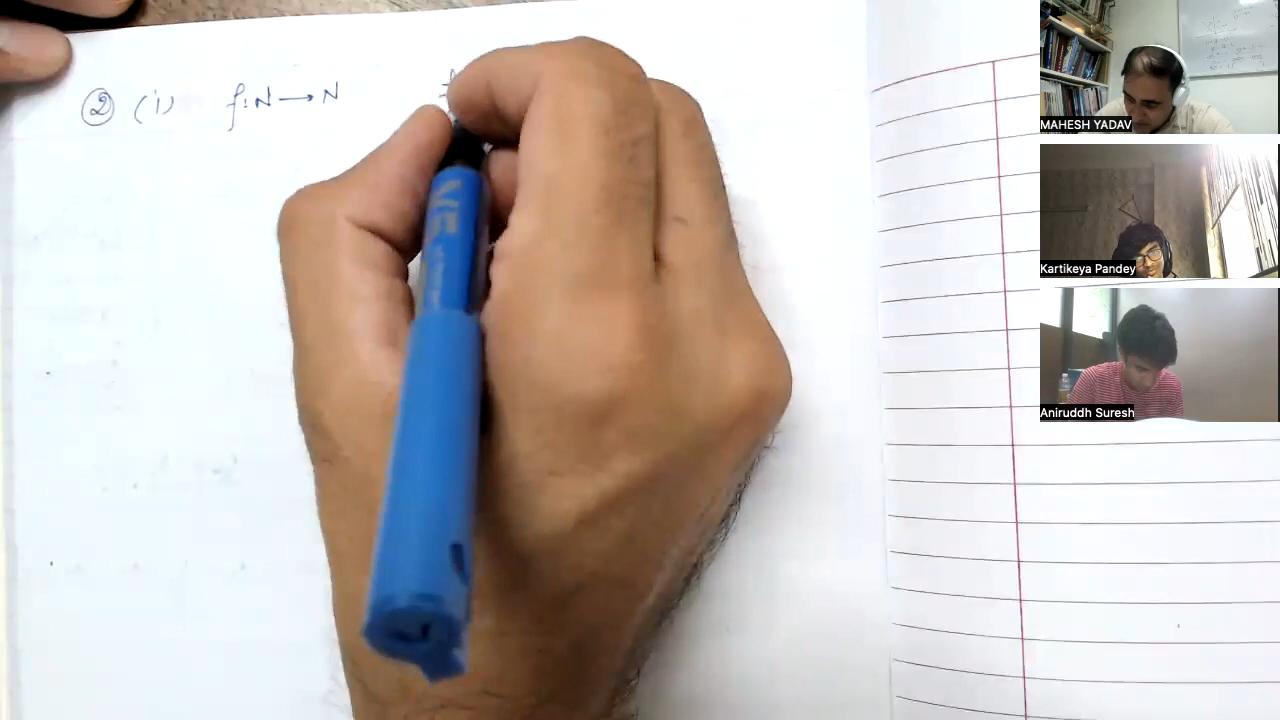 ② (i) f: N → N
MAHESH YADAV
Kartikeya Pandey
Aniruddh Suresh